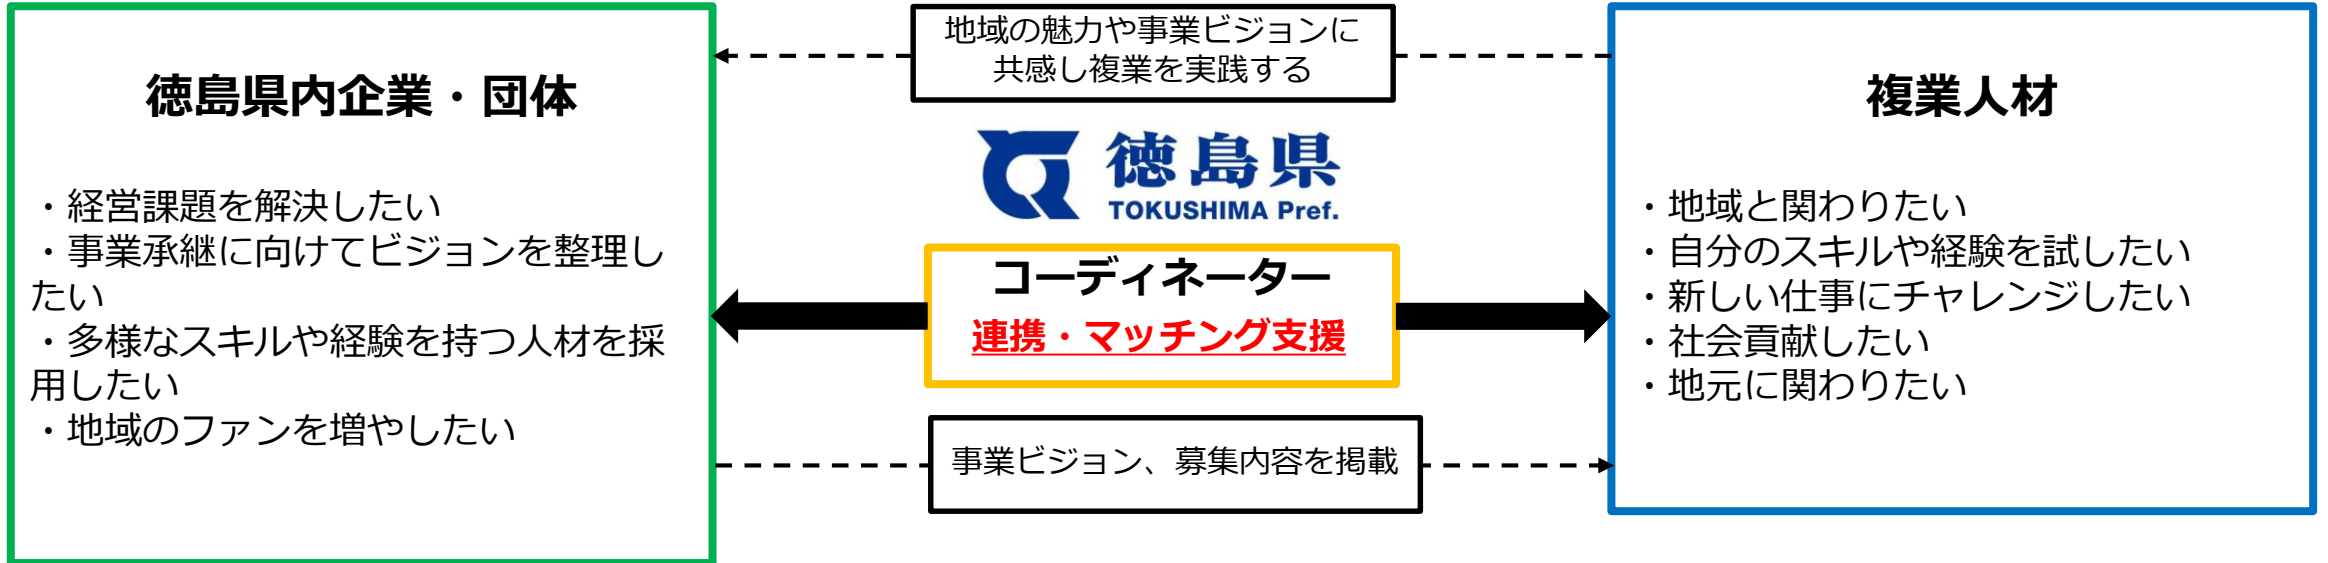 徳島県内企業・団体
・経営課題を解決したい
・事業承継に向けてビジョンを整理し
たい
・多様なスキルや経験を持つ人材を採
用したい
・地域のファンを増やしたい
地域の魅力や事業ビジョンに
共感し複業を実践する
徳島県
TOKUSHIMA Pref.
コーディネーター
連携・マッチング支援
事業ビジョン、募集内容を掲載
複業人材
・地域と関わりたい
・自分のスキルや経験を試したい
・新しい仕事にチャレンジしたい
・社会貢献したい
・地元に関わりたい